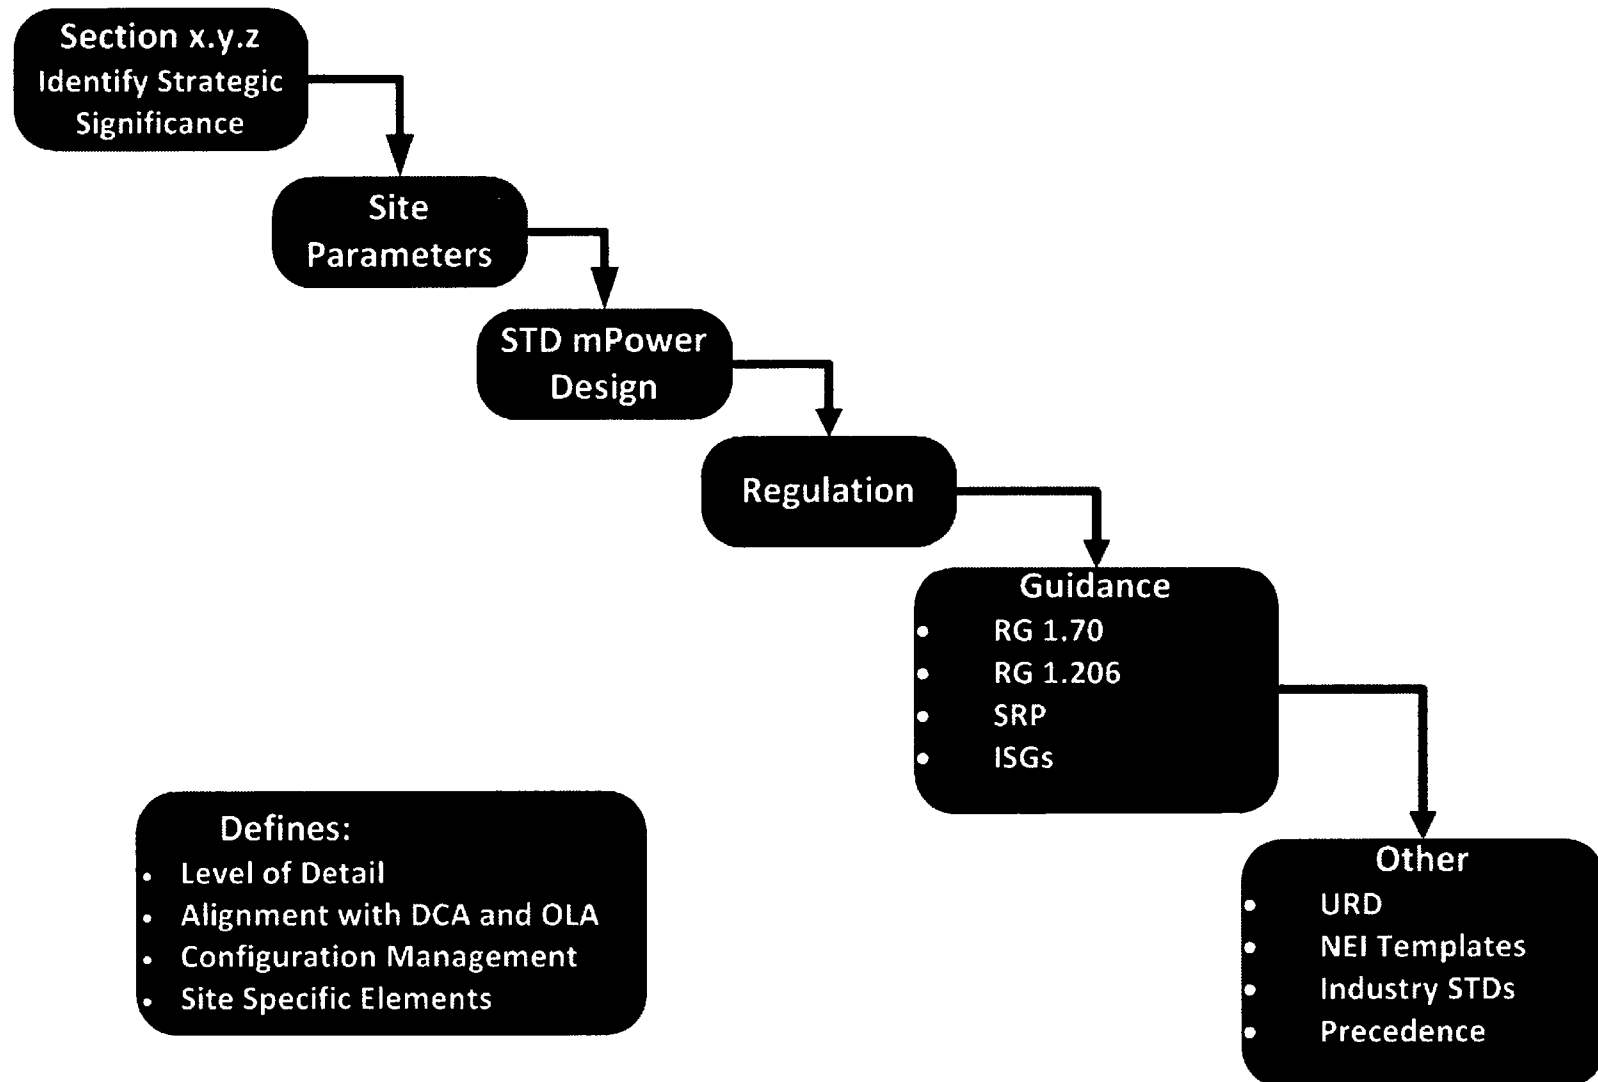 Section x.y.z
Identify Strategic
Significance
Site
Parameters
STD mPower
Design
Regulation
Guidance
• RG 1.70
• RG 1.206
• SRP
• ISGs
Defines:
• Level of Detail
• Alignment with DCA and OLA
• Configuration Management
• Site Specific Elements
Other
• URD
• NEI Templates
• Industry STDs
• Precedence